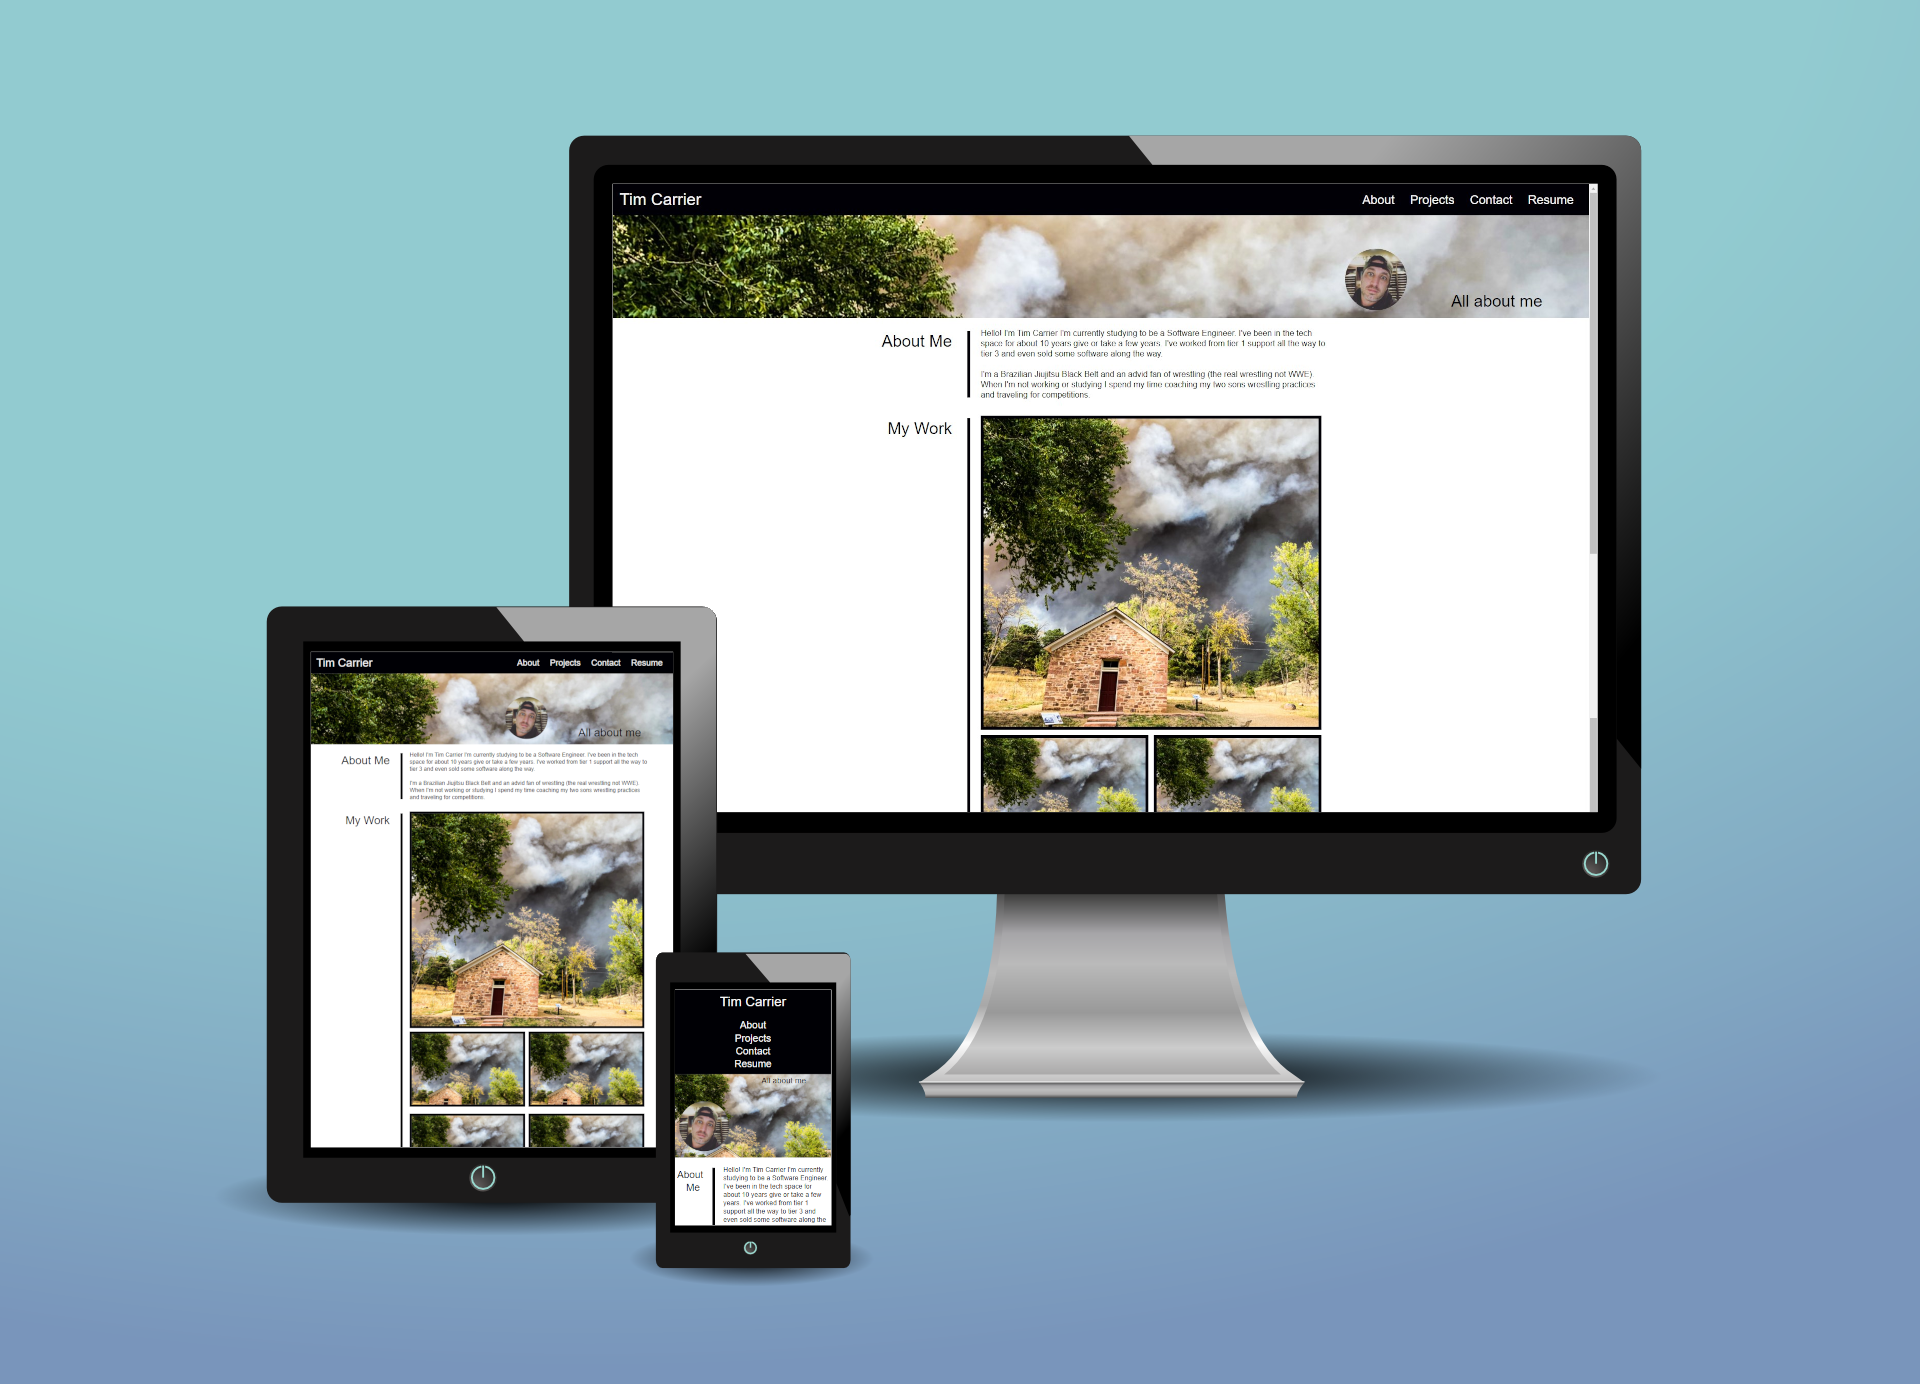 Tim Carrier
About Projects Contact Resume
All about me
About Me
Hello! I'm Tim Carrier I'm currently studying to be a Software Engineer. I've been in the tech
space for about 10 years give or take a few years. I've worked from tier 1 support all the way to
tier 3 and even sold some software along the way.
I'm a Brazilian Jiujitsu Black Belt and an advid fan of wrestling (the real wrestling not WWE).
When I'm not working or studying I spend my time coaching my two sons wrestling practices
and traveling for competitions.
My Work
Tim Carrier
About Projects Contact Resume
All about me
About Me
Hello! I'm Tim Carrier I'm currently studying to be a Software Engineer. I've been in the tech
space for about 10 years give or take a few years. I've worked from tier 1 support all the way to
tier 3 and even sold some software along the way.
I'm a Brazilian Jiujitsu Black Belt and an advid fan of wrestling (the real wrestling not WWE).
When I'm not working or studying I spend my time coaching my two sons wrestling practices
and traveling for competitions.
My Work
Tim Carrier
About
Projects
Contact
Resume
All about me
About
Me
Hello! I'm Tim Carrier I'm currently
studying to be a Software Engineer.
I've been in the tech space for
about 10 years give or take a few
years. I've worked from tier 1
support all the way to tier 3 and
even sold some software along the